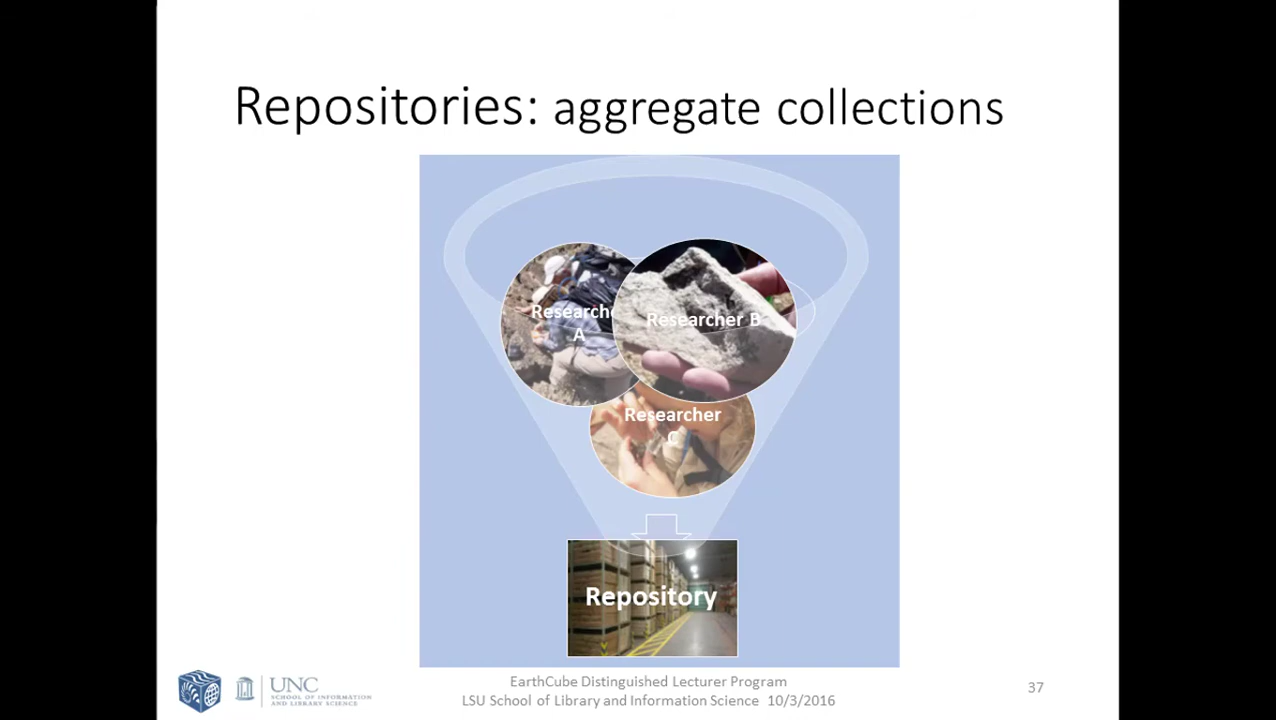 Repositories: aggregate collections
Researche
A
Researcher B
Researcher
C
Repository
UNC
SCHOOL OF INFORMATION
AND LIBRARY SCIENCE
EarthCube Distinguished Lecturer Program
LSU School of Library and Information Science 10/3/2016
37